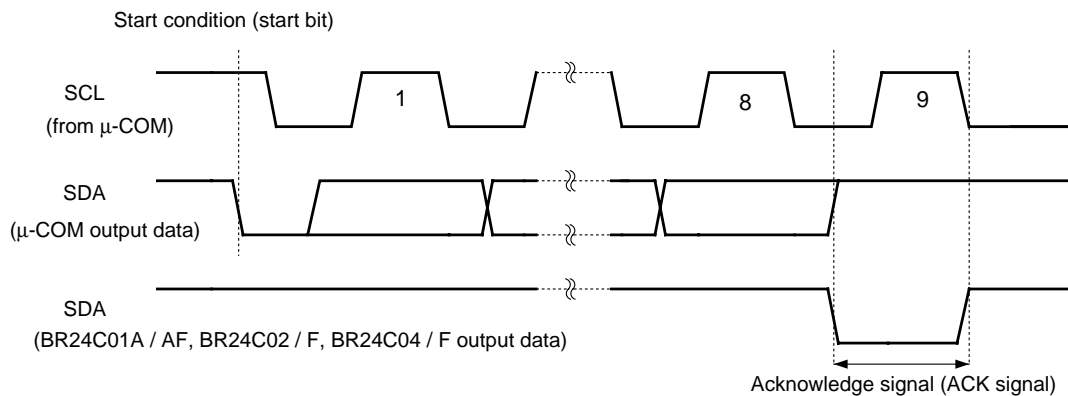 Start condition (start bit)
SCL
(from μ-COM)
1
8
9
SDA
(μ-COM output data)
SDA
(BR24C01A / AF, BR24C02 / F, BR24C04 / F output data)
Acknowledge signal (ACK signal)